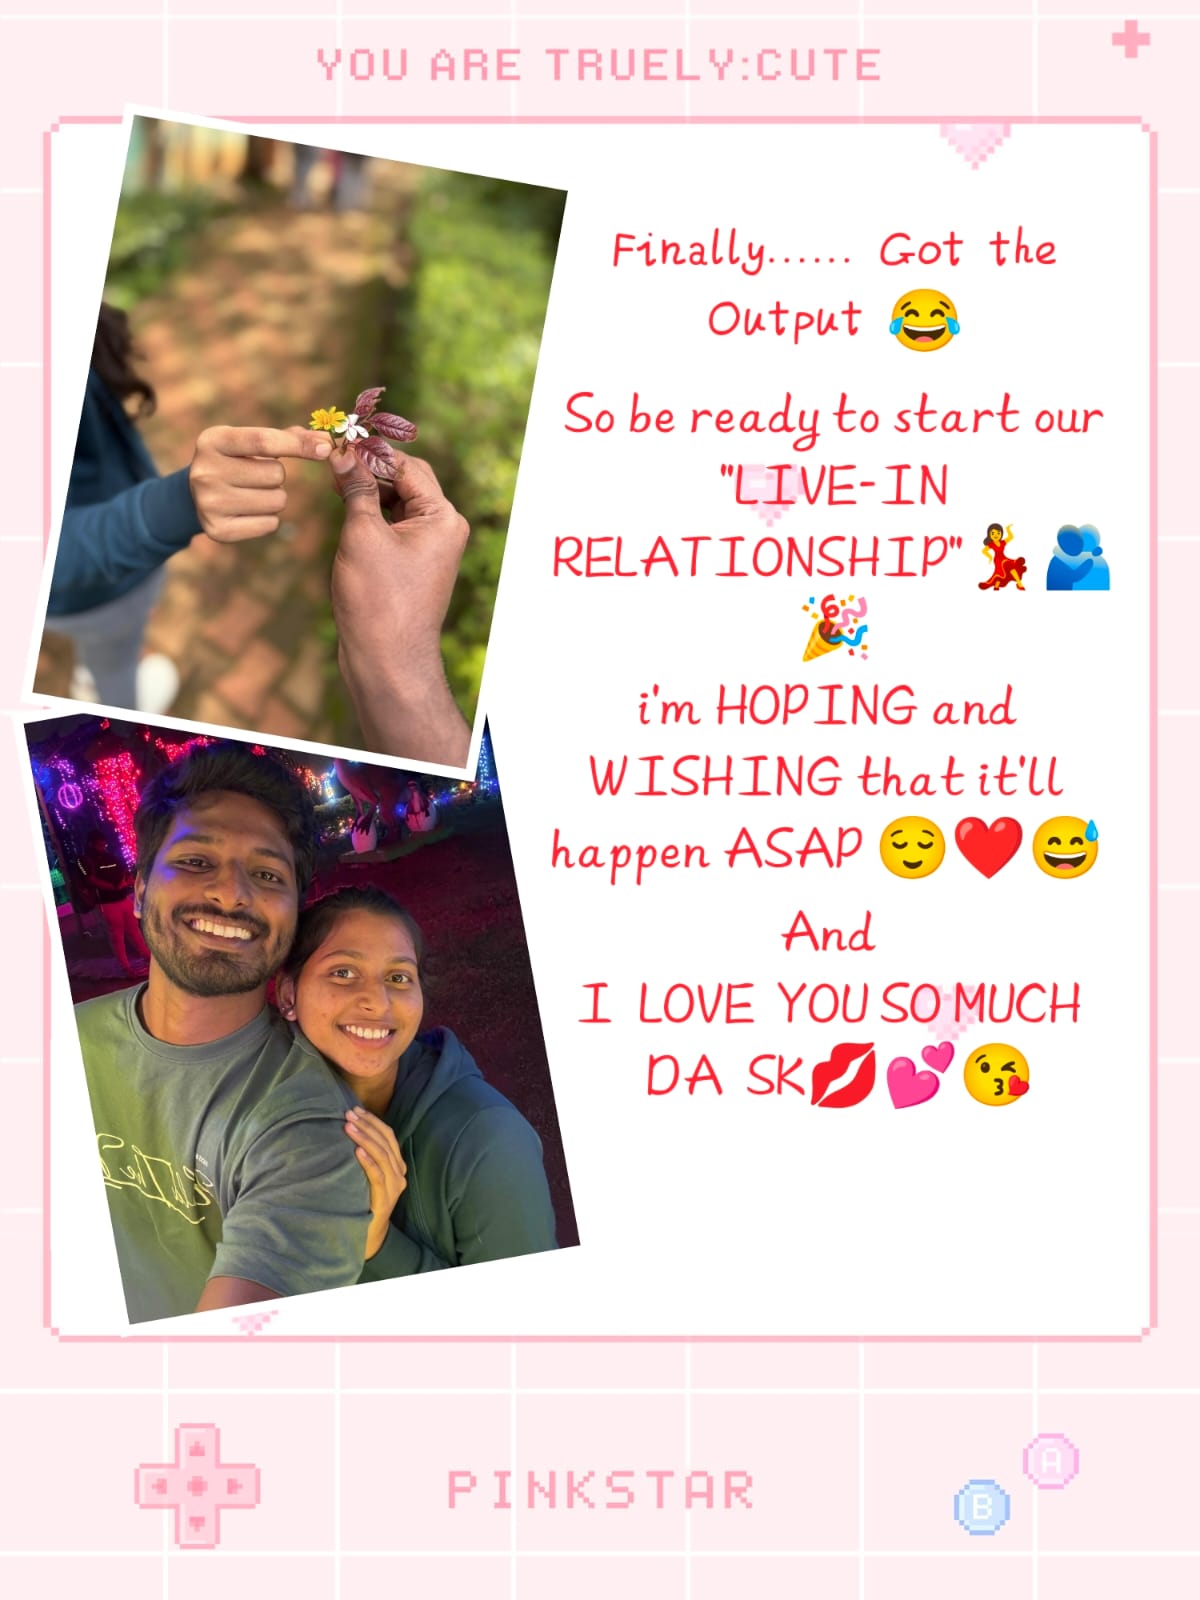 YOU ARE TRUELY:CUTE
Finally...... Got the
Output 😂
So be ready to start our
"LIVE-IN
RELATIONSHIP"💃🫂
🎉
i'm HOPING and
WISHING that it'll
happen ASAP 😌❤️😅
And
I LOVE YOU SO MUCH
DA SK💋💕😘
PINKSTAR
A
B